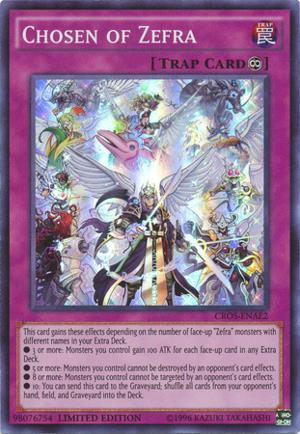 Chosen of Zefra
TRAP
罠
[Trap Card ]
CROS-ENAE2
This card gains these effects depending on the number of face-up "Zefra" monsters with
different names in your Extra Deck.
● 3 or more: Monsters you control gain 100 ATK for each face-up card in any Extra
Deck.
● 5 or more: Monsters you control cannot be destroyed by an opponent's card effects.
● 8 or more: Monsters you control cannot be targeted by an opponent's card effects.
● 10: You can send this card to the Graveyard; shuffle all cards from your opponent's
hand, field, and Graveyard into the Deck.
98076754 LIMITED EDITION ©1996 KAZUKI TAKAHASHI